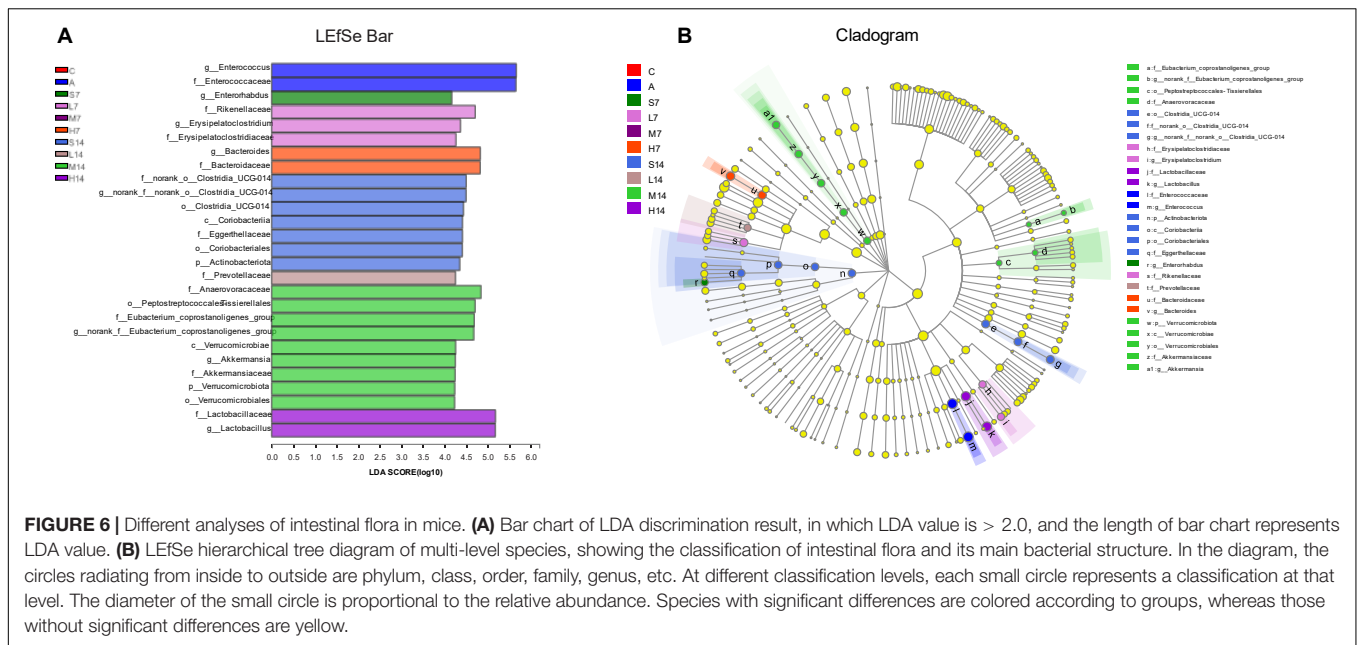 A
LEfSe Bar
C
A
S7
L7
M7
H7
S14
L14
M14
H14
g__Enterococcus
f__Enterococcaceae
g__Enterorhabdus
f__Rikenellaceae
g__Erysipelatoclostridium
f__Erysipelatoclostridiaceae
g__Bacteroides
f__Bacteroidaceae
f__norank_o__Clostridia_UCG-014
g__norank_f__norank_o__Clostridia_UCG-014
o__Clostridia_UCG-014
c__Coriobacteriia
f__Eggerthellaceae
o__Coriobacteriales
p__Actinobacteriota
f__Prevotellaceae
f__Anaerovoracaceae
o__Peptostreptococcales-Tissierellales
f__Eubacterium_coprostanoligenes_group
g__norank_f__Eubacterium_coprostanoligenes_group
c__Verrucomicrobiae
g__Akkermansia
f__Akkermansiaceae
p__Verrucomicrobiota
o__Verrucomicrobiales
f__Lactobacillaceae
g__Lactobacillus
0.0 0.5 1.0 1.5 2.0 2.5 3.0 3.5 4.0 4.5 5.0 5.5 6.0
LDA SCORE(log10)
B
Cladogram
C
A
S7
L7
M7
H7
S14
L14
M14
H14
a1
z
y
x
w
v
u
t
s
r
q
p
o
n
a
b
c
d
e
f
g
h
i
j
k
l
m
a:f__Eubacterium_coprostanoligenes_group
b:g__norank_f__Eubacterium_coprostanoligenes_group
c:o__Peptostreptococcales-Tissierellales
d:f__Anaerovoracaceae
e:o__Clostridia_UCG-014
f:f__norank_o__Clostridia_UCG-014
g:g__norank_f__norank_o__Clostridia_UCG-014
h:f__Erysipelatoclostridiaceae
i:g__Erysipelatoclostridium
j:f__Lactobacillaceae
k:g__Lactobacillus
l:f__Enterococcaceae
m:g__Enterococcus
n:p__Actinobacteriota
o:c__Coriobacteriia
p:o__Coriobacteriales
q:f__Eggerthellaceae
r:g__Enterorhabdus
s:f__Rikenellaceae
t:f__Prevotellaceae
u:f__Bacteroidaceae
v:g__Bacteroides
w:p__Verrucomicrobiota
x:c__Verrucomicrobiae
y:o__Verrucomicrobiales
z:f__Akkermansiaceae
a1:g__Akkermansia
FIGURE 6 | Different analyses of intestinal flora in mice. (A) Bar chart of LDA discrimination result, in which LDA value is > 2.0, and the length of bar chart represents
LDA value. (B) LEfSe hierarchical tree diagram of multi-level species, showing the classification of intestinal flora and its main bacterial structure. In the diagram, the
circles radiating from inside to outside are phylum, class, order, family, genus, etc. At different classification levels, each small circle represents a classification at that
level. The diameter of the small circle is proportional to the relative abundance. Species with significant differences are colored according to groups, whereas those
without significant differences are yellow.